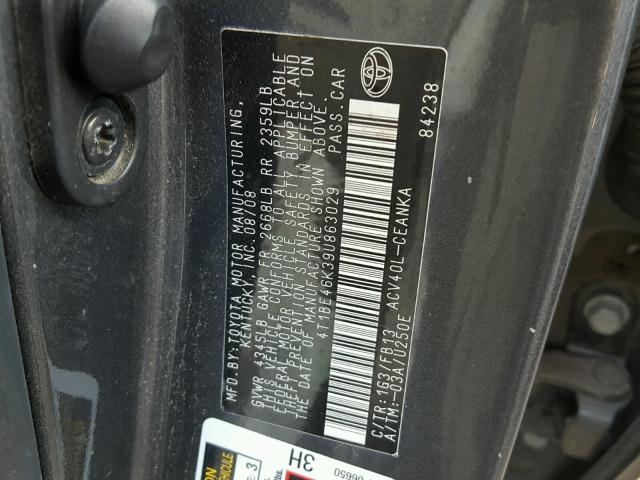 MFD.BY:TOYOTA MOTOR MANUFACTURING,
KENTUCKY, INC. 08/08
GVWR 4345LB GAWR FR 2668LB RR 2359LB
THIS VEHICLE CONFORMS TO ALL APPLICABLE
FEDERAL MOTOR VEHICLE SAFETY BUMPER,AND
THEFT PREVENTION STANDARDS IN EFFECT ON
THE DATE OF MANUFACTURE SHOWN ABOVE.
4T1BE46K39U863029 PASS.CAR
C/TR:1G3/FB13 ACV40L-CEANKA
A/TM:-03A/U250E
84238
3H
06650